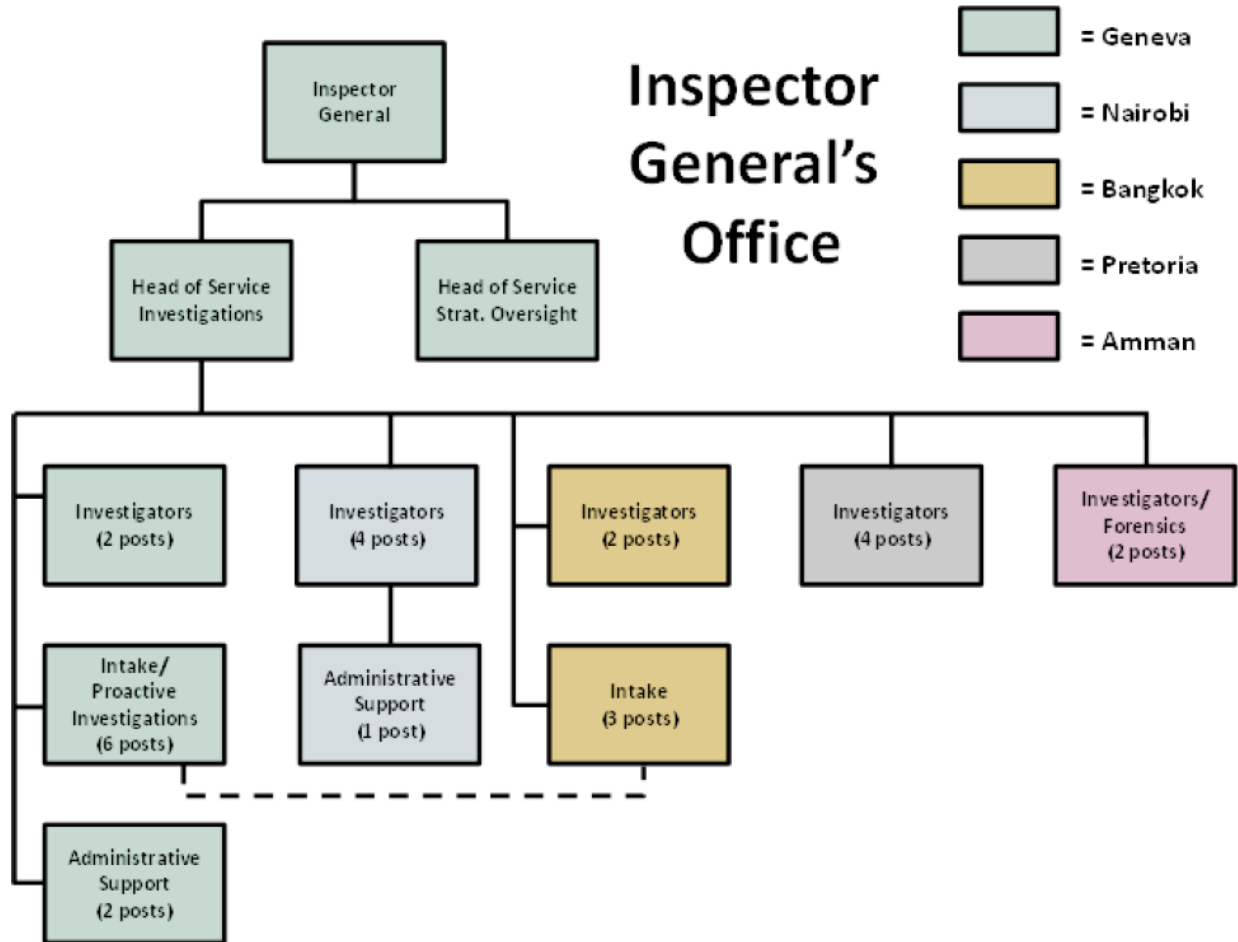 Inspector
General's
Office
= Geneva
= Nairobi
= Bangkok
= Pretoria
= Amman
Inspector
General
Head of Service
Investigations
Head of Service
Strat. Oversight
Investigators
(2 posts)
Investigators
(4 posts)
Investigators
(2 posts)
Investigators
(4 posts)
Investigators/
Forensics
(2 posts)
Intake/
Proactive
Investigations
(6 posts)
Administrative
Support
(1 post)
Intake
(3 posts)
Administrative
Support
(2 posts)